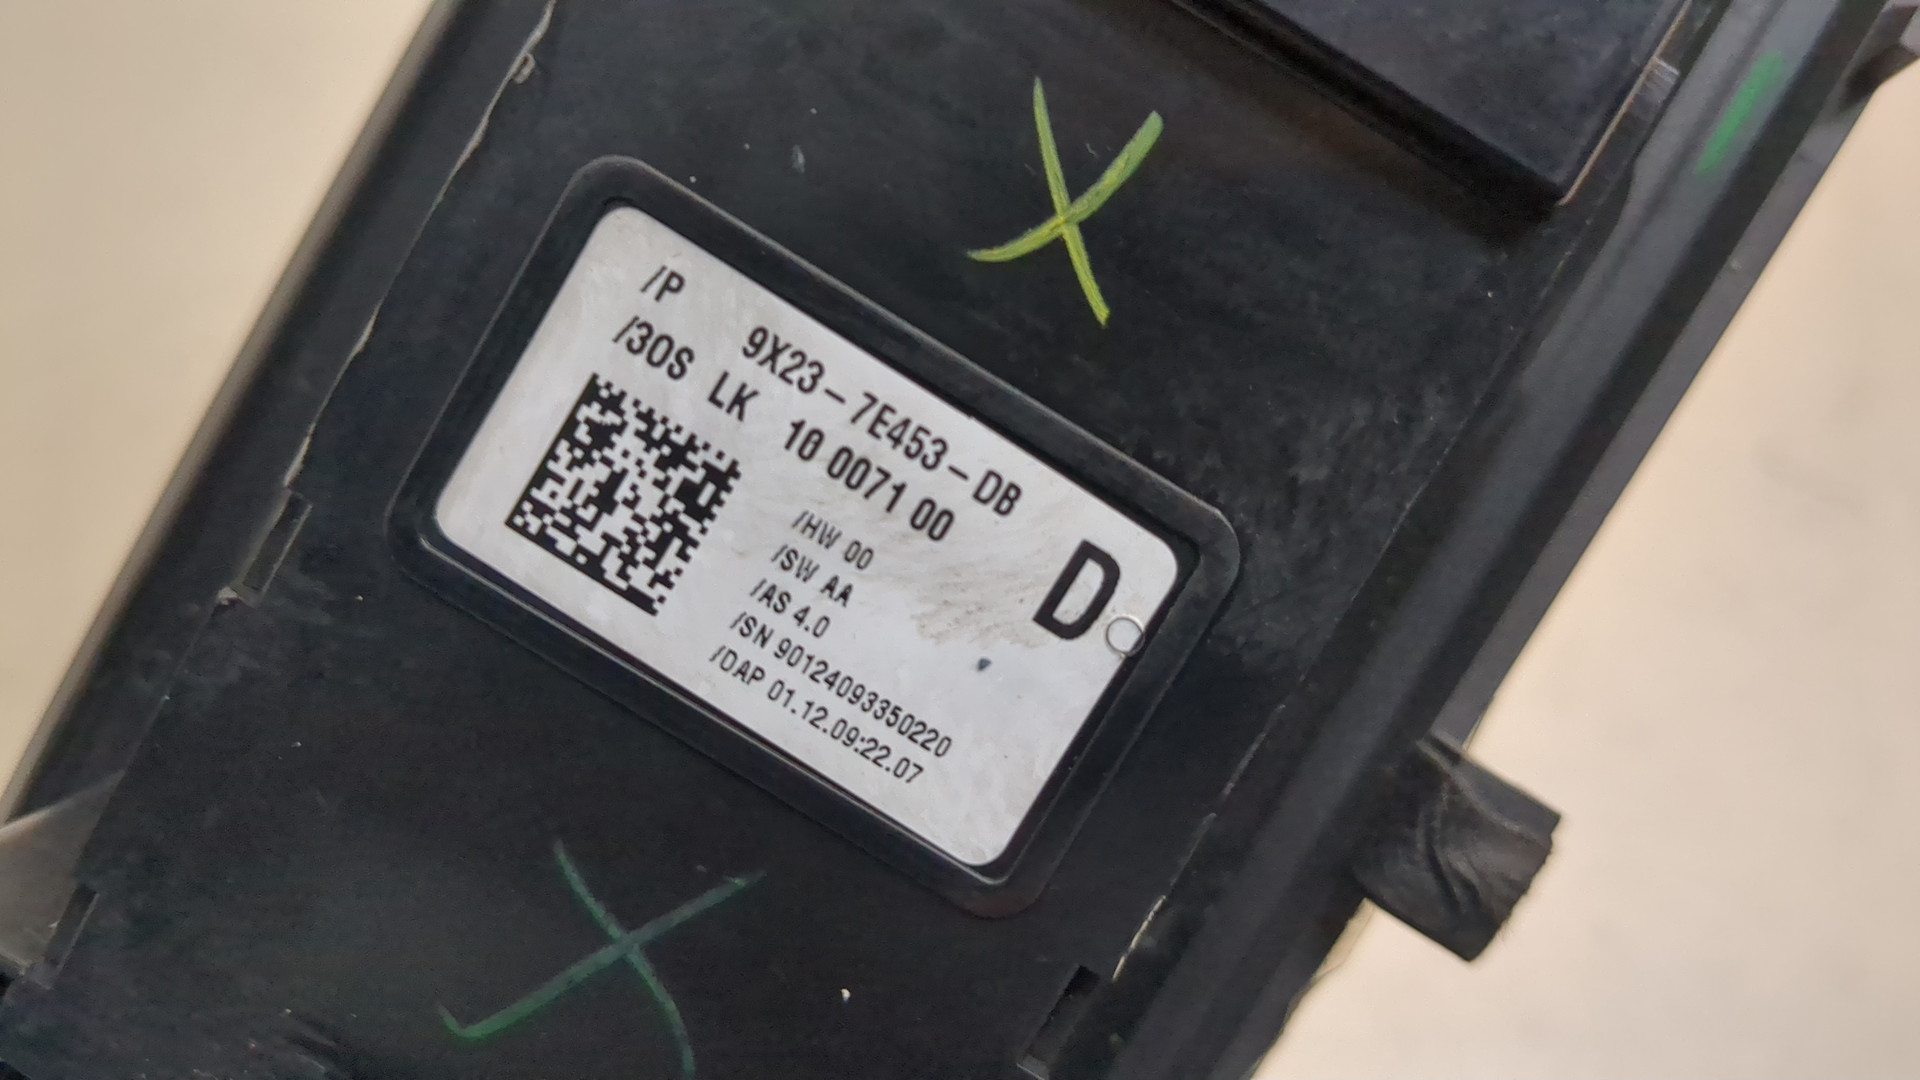 /P 9X23-7E453-DB
/3OS LK 10 0071 00
/HW 00
/SW AA
/AS 4.0
/SN 90124093350220
/DAP 01.12.09:22.07
D